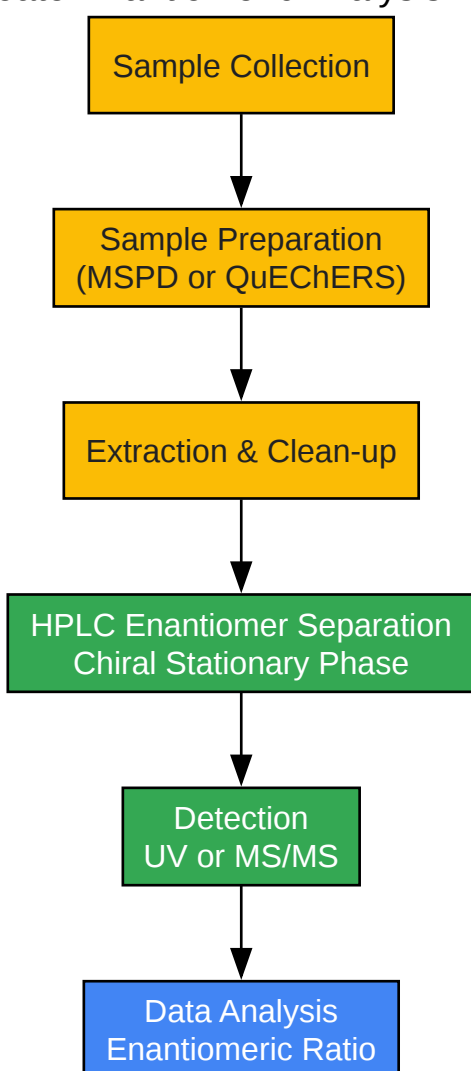 Sample Collection
Sample Preparation
(MSPD or QuEChERS)
Extraction & Clean-up
HPLC Enantiomer Separation
Chiral Stationary Phase
Detection
UV or MS/MS
Data Analysis
Enantiomeric Ratio